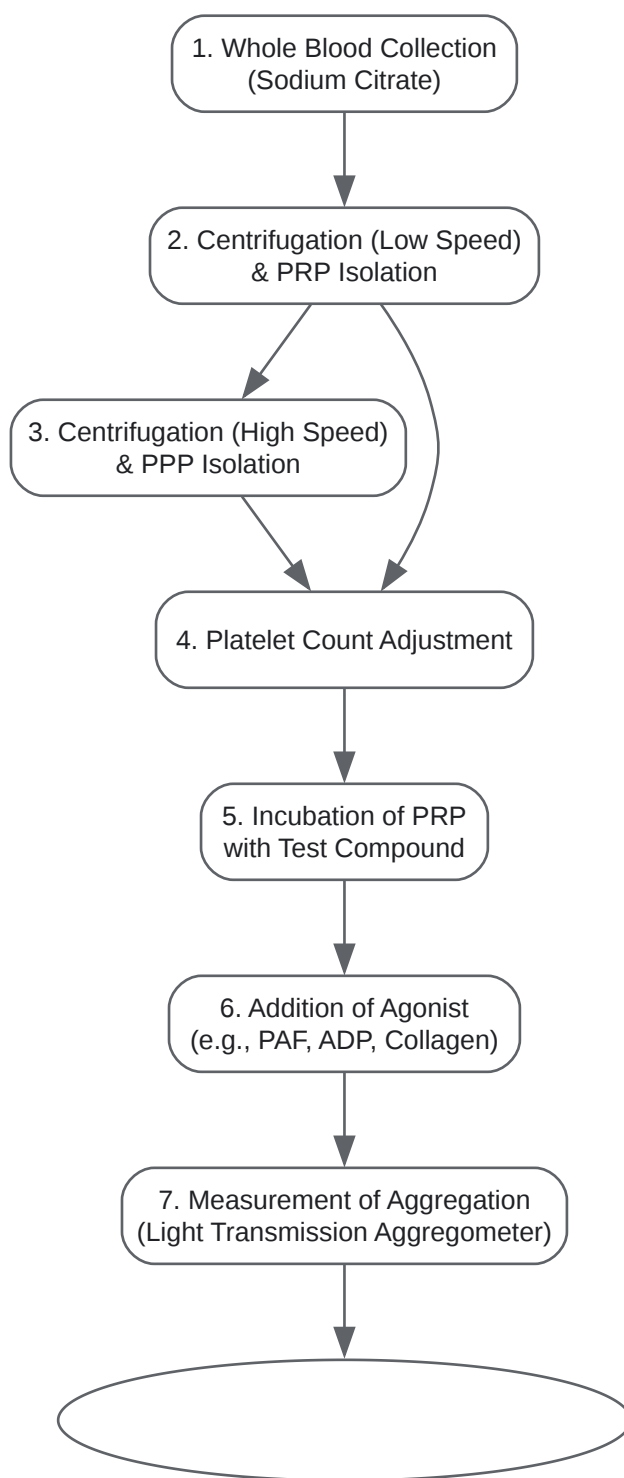 1. Whole Blood Collection
(Sodium Citrate)
2. Centrifugation (Low Speed)
& PRP Isolation
3. Centrifugation (High Speed)
& PPP Isolation
4. Platelet Count Adjustment
5. Incubation of PRP
with Test Compound
6. Addition of Agonist
(e.g., PAF, ADP, Collagen)
7. Measurement of Aggregation
(Light Transmission Aggregometer)